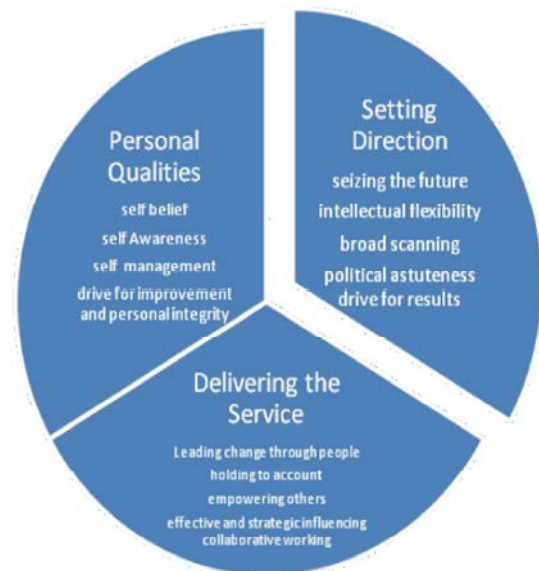 Personal
Qualities
self belief
self Awareness
self management
drive for improvement
and personal integrity
Setting
Direction
seizing the future
intellectual flexibility
broad scanning
political astuteness
drive for results
Delivering the
Service
Leading change through people
holding to account
empowering others
effective and strategic influencing
collaborative working